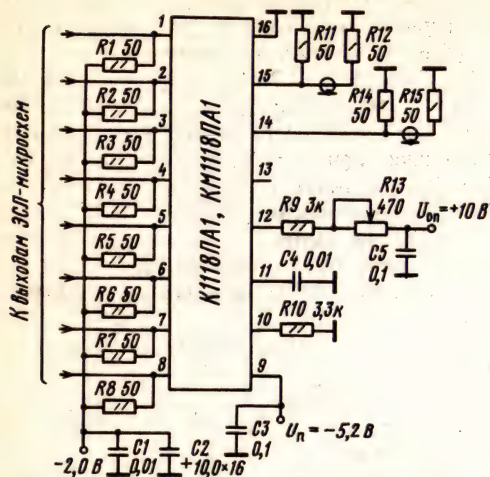 1
R1 50
2
R2 50
3
R3 50
4
R4 50
5
R5 50
6
R6 50
7
R7 50
8
R8 50
К выходам ЭСЛ-микросхем
К1118ПА1, КМ1118ПА1
16
15
14
13
12
11
10
9
R11
50
R12
50
R14
50
R15
50
R9 3к
R13
470
Uоп=+10 В
C5
0,1
C4 0,01
R10 3,3к
C3
0,1
Uп = −5,2 В
−2,0 В
C1
0,01
C2
+10,0×16